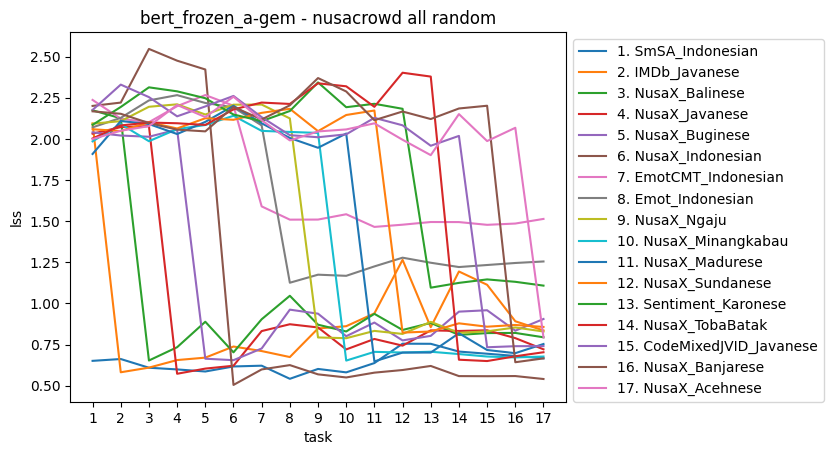 bert_frozen_a-gem - nusacrowd all random
lss
2.50
2.25
2.00
1.75
1.50
1.25
1.00
0.75
0.50
1 2 3 4 5 6 7 8 9 10 11 12 13 14 15 16 17
task
1. SmSA_Indonesian
2. IMDb_Javanese
3. NusaX_Balinese
4. NusaX_Javanese
5. NusaX_Buginese
6. NusaX_Indonesian
7. EmotCMT_Indonesian
8. Emot_Indonesian
9. NusaX_Ngaju
10. NusaX_Minangkabau
11. NusaX_Madurese
12. NusaX_Sundanese
13. Sentiment_Karonese
14. NusaX_TobaBatak
15. CodeMixedJVID_Javanese
16. NusaX_Banjarese
17. NusaX_Acehnese